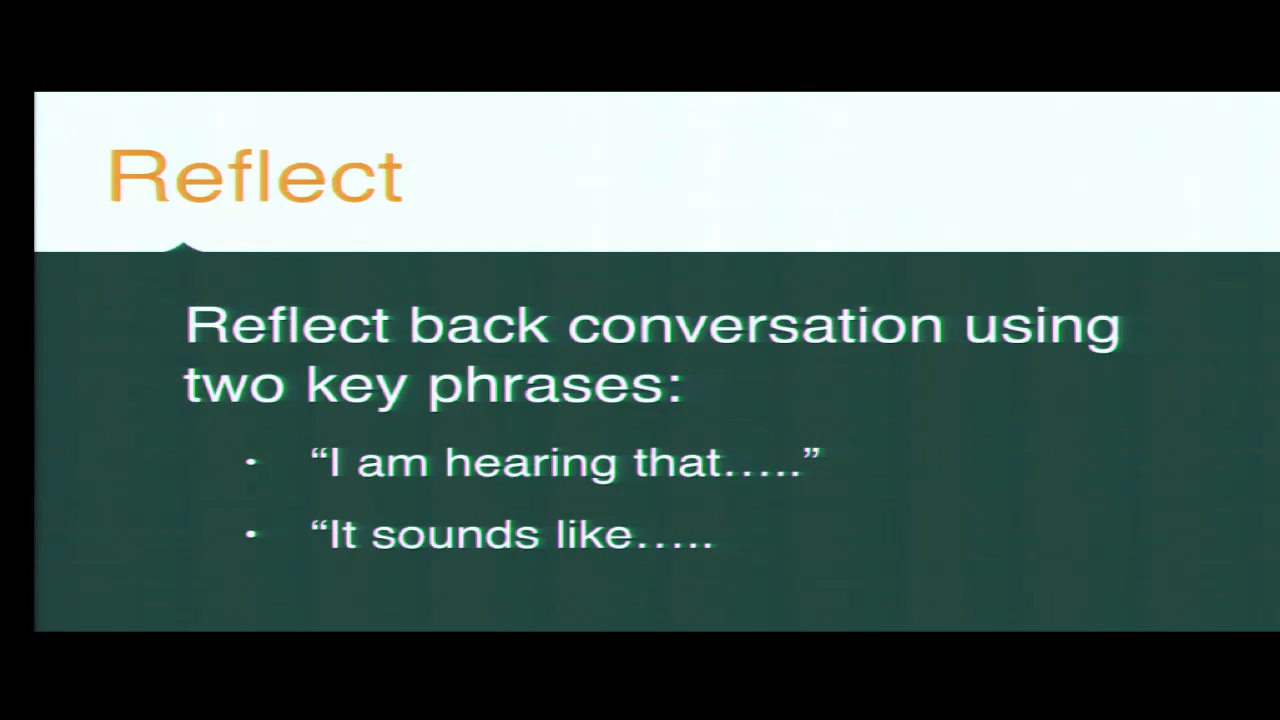 Reflect
Reflect back conversation using
two key phrases:
• “I am hearing that…..”
• “It sounds like…..